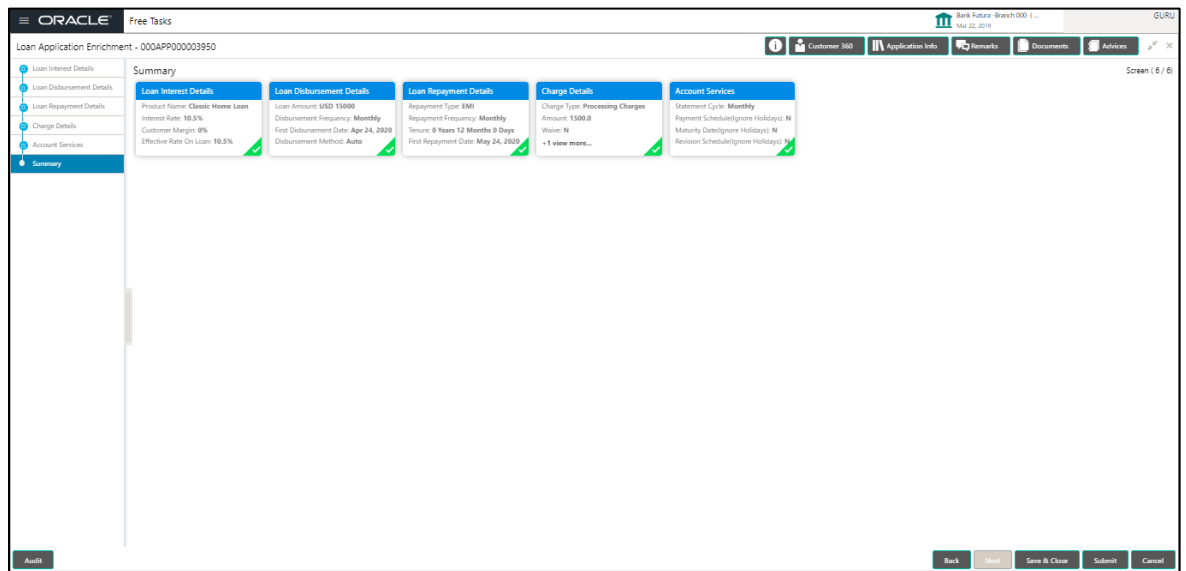 ORACLE
Free Tasks
Bank Futura -Branch 000 ( ...
Mar 22, 2019
GURU
Loan Application Enrichment - 000APP000003950
i Customer 360 Application Info Remarks Documents Advices
Loan Interest Details
Loan Disbursement Details
Loan Repayment Details
Charge Details
Account Services
Summary
Summary
Screen ( 6 / 6)
Loan Interest Details
Product Name: Classic Home Loan
Interest Rate: 10.5%
Customer Margin: 0%
Effective Rate On Loan: 10.5%
Loan Disbursement Details
Loan Amount: USD 15000
Disbursement Frequency: Monthly
First Disbursement Date: Apr 24, 2020
Disbursement Method: Auto
Loan Repayment Details
Repayment Type: EMI
Repayment Frequency: Monthly
Tenure: 0 Years 12 Months 0 Days
First Repayment Date: May 24, 2020
Charge Details
Charge Type: Processing Charges
Amount: 1500.0
Waive: N
+1 view more...
Account Services
Statement Cycle: Monthly
Payment Schedule(Ignore Holidays): N
Maturity Date(Ignore Holidays): N
Revision Schedule(Ignore Holidays): N
Audit
Back Next Save & Close Submit Cancel